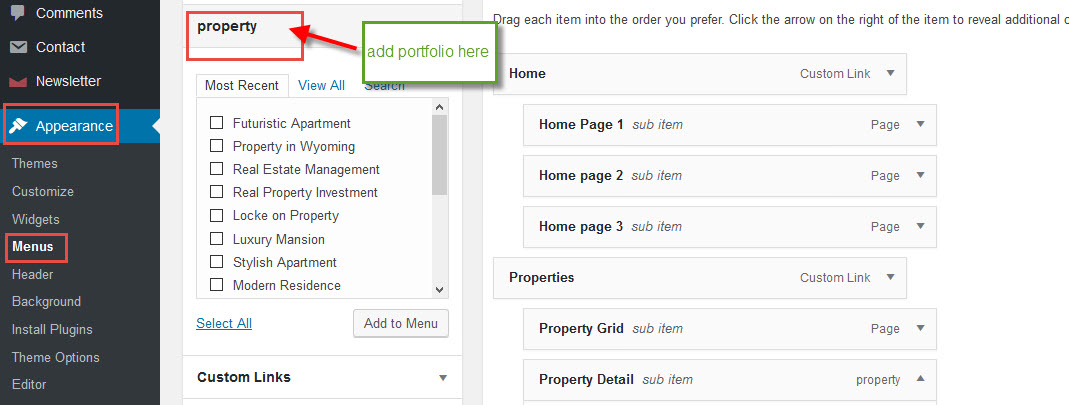 Comments
Contact
Newsletter
Appearance
Themes
Customize
Widgets
Menus
Header
Background
Install Plugins
Theme Options
Editor
property
add portfolio here
Most Recent View All Search
Futuristic Apartment
Property in Wyoming
Real Estate Management
Real Property Investment
Locke on Property
Luxury Mansion
Stylish Apartment
Modern Residence
Select All Add to Menu
Custom Links
Drag each item into the order you prefer. Click the arrow on the right of the item to reveal additional
Home Custom Link
Home Page 1 sub item Page
Home page 2 sub item Page
Home page 3 sub item Page
Properties Custom Link
Property Grid sub item Page
Property Detail sub item property